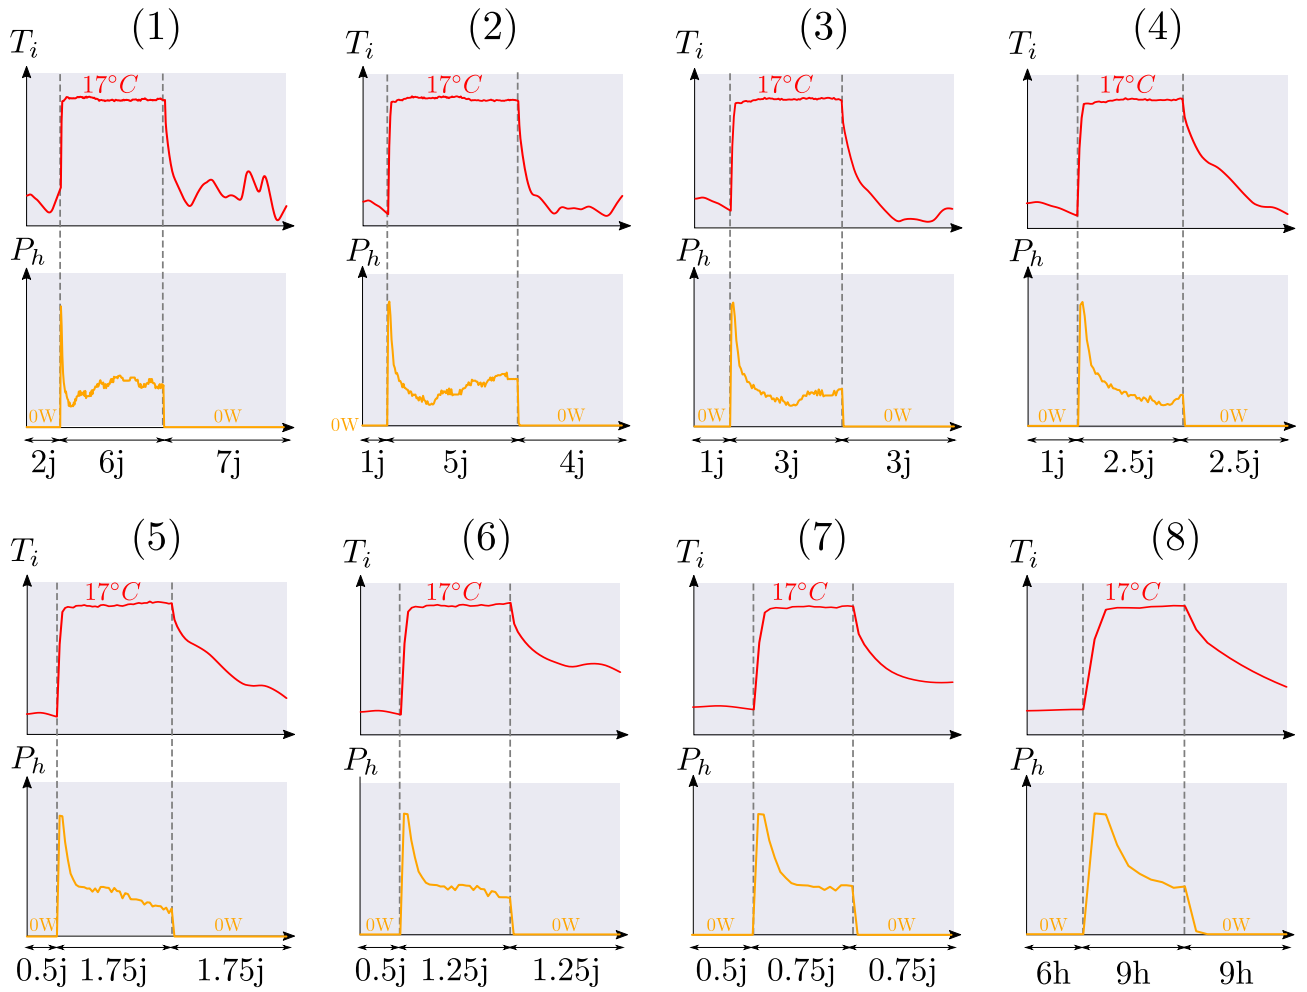 (1) (2) (3) (4)
T_i T_i T_i T_i
17°C 17°C 17°C 17°C
P_h P_h P_h P_h
0W 0W 0W 0W 0W 0W 0W 0W
2j 6j 7j 1j 5j 4j 1j 3j 3j 1j 2.5j 2.5j
(5) (6) (7) (8)
T_i T_i T_i T_i
17°C 17°C 17°C 17°C
P_h P_h P_h P_h
0W 0W 0W 0W 0W 0W 0W 0W
0.5j 1.75j 1.75j 0.5j 1.25j 1.25j 0.5j 0.75j 0.75j 6h 9h 9h